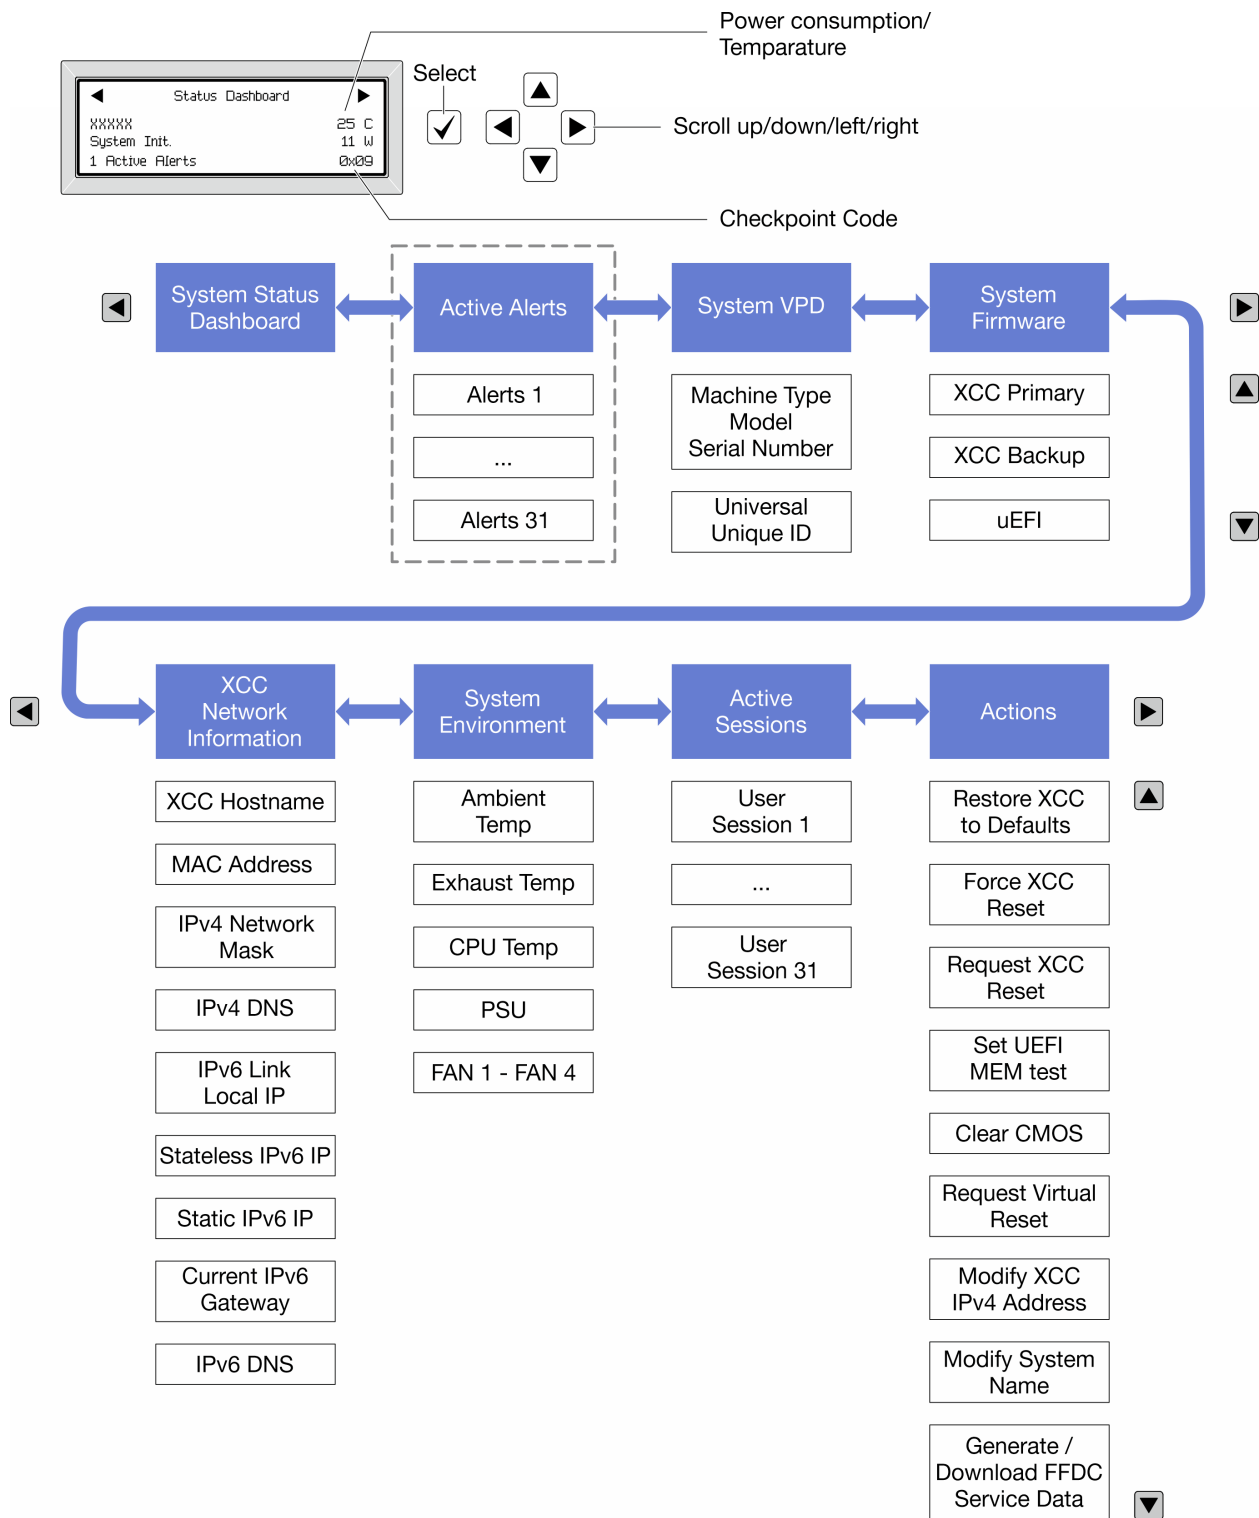 Power consumption/
Temparature
Select
Status Dashboard
XXXXX
25 C
System Init.
11 W
1 Active Alerts
0x09
Scroll up/down/left/right
Checkpoint Code
System Status
Dashboard
Active Alerts
System VPD
System
Firmware
Alerts 1
...
Alerts 31
Machine Type
Model
Serial Number
Universal
Unique ID
XCC Primary
XCC Backup
uEFI
XCC
Network
Information
System
Environment
Active
Sessions
Actions
XCC Hostname
MAC Address
IPv4 Network
Mask
IPv4 DNS
IPv6 Link
Local IP
Stateless IPv6 IP
Static IPv6 IP
Current IPv6
Gateway
IPv6 DNS
Ambient
Temp
Exhaust Temp
CPU Temp
PSU
FAN 1 - FAN 4
User
Session 1
...
User
Session 31
Restore XCC
to Defaults
Force XCC
Reset
Request XCC
Reset
Set UEFI
MEM test
Clear CMOS
Request Virtual
Reset
Modify XCC
IPv4 Address
Modify System
Name
Generate /
Download FFDC
Service Data